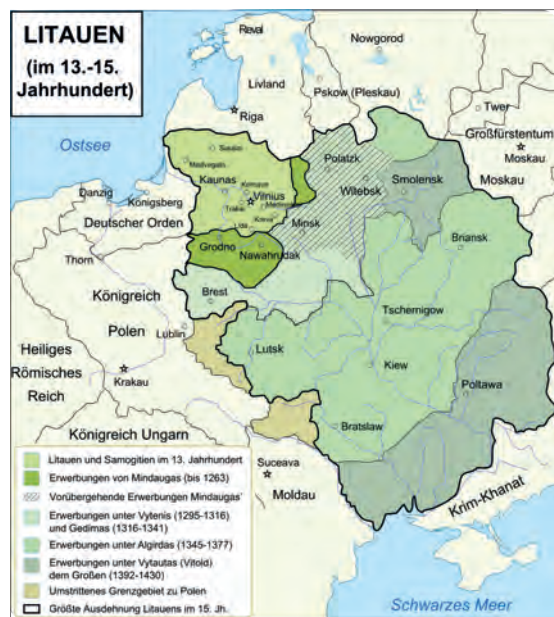 LITAUEN
(im 13.-15.
Jahrhundert)
Reval
Nowgorod
Livland
Pskow (Pleskau)
Riga
Twer
Großfürstentum
Moskau
Moskau
Ostsee
Polazk
Witebsk
Smolensk
Kaunas
Vilnius
Danzig
Königsberg
Deutscher Orden
Minsk
Thorn
Grodno
Nawahrudak
Briansk
Brest
Königreich
Polen
Tschernigow
Lublin
Heiliges
Römisches
Reich
Lutsk
Krakau
Kiew
Poltawa
Königreich Ungarn
Bratslaw
Suceava
Moldau
Krim-Khanat
Schwarzes Meer
Litauen und Samogitien im 13. Jahrhundert
Erwerbungen von Mindaugas (bis 1263)
Vorübergehende Erwerbungen Mindaugas'
Erwerbungen unter Vytenis (1295-1316)
und Gedimas (1316-1341)
Erwerbungen unter Algirdas
(1345-1377)
Erwerbungen unter Vytautas (Vitold)
dem Großen (1392-1430)
Umstrittenes Grenzgebiet zu Polen
Größte Ausdehnung Litauens im 15. Jh.